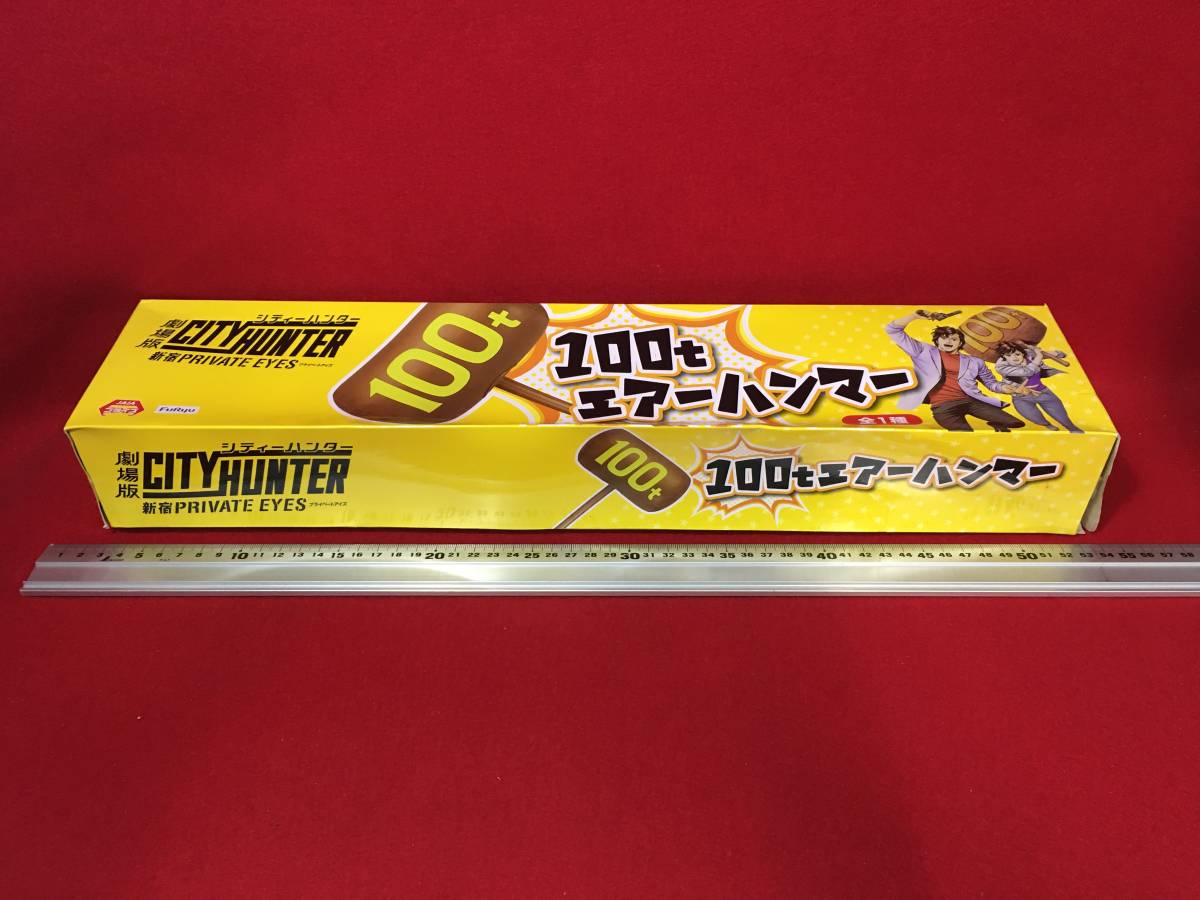 劇場版
シティーハンター
CITY HUNTER
新宿 PRIVATE EYES
プライベートアイズ
JAIA
FuRyu
100t
100t
エアーハンマー
全1種
100t
劇場版
シティーハンター
CITY HUNTER
新宿 PRIVATE EYES
プライベートアイズ
100t
100tエアーハンマー
1 2 3 4 5 6 7 8 9 10 11 12 13 14 15 16 17 18 19 20 21 22 23 24 25 26 27 28 29 30 31 32 33 34 35 36 37 38 39 40 41 42 43 44 45 46 47 48 49 50 51 52 53 54 55 56 57 58